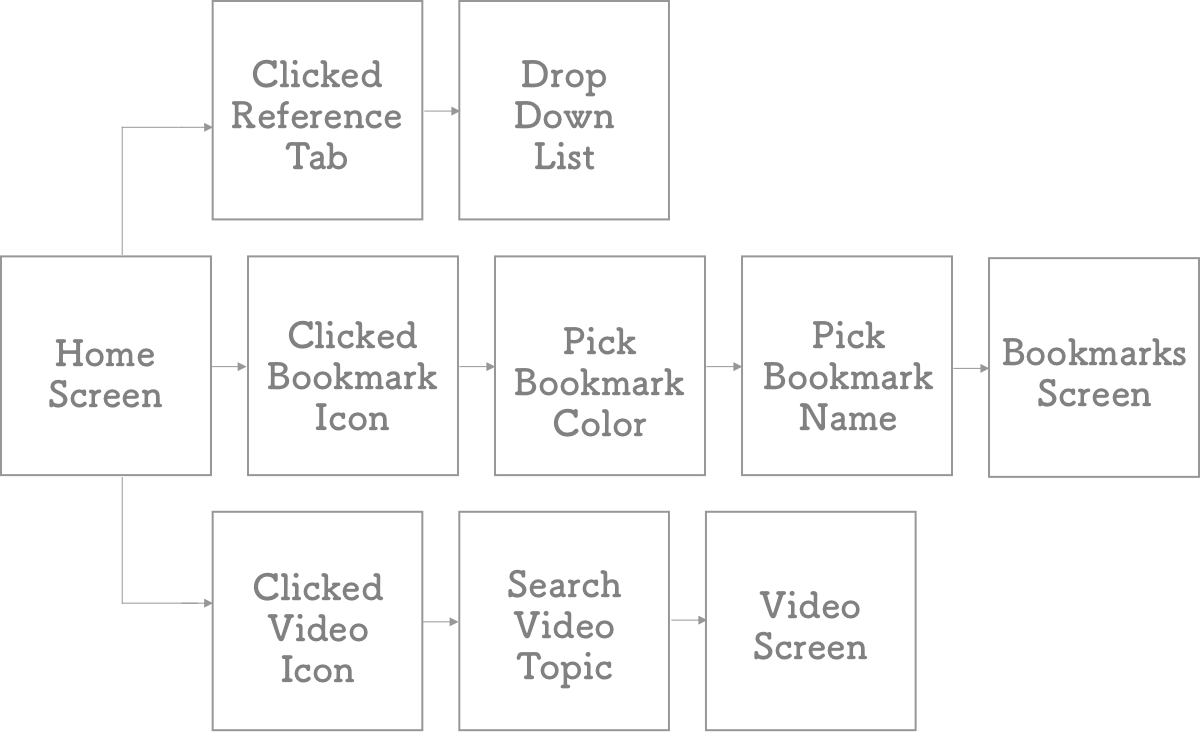 Clicked
Reference
Tab
Drop
Down
List
Home
Screen
Clicked
Bookmark
Icon
Pick
Bookmark
Color
Pick
Bookmark
Name
Bookmarks
Screen
Clicked
Video
Icon
Search
Video
Topic
Video
Screen